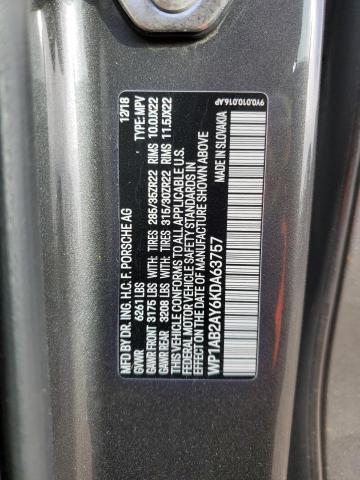 MFD BY DR. ING. H.C. F. PORSCHE AG 12/18
GVWR 6261 LBS TYPE: MPV
GAWR FRONT 3175 LBS WITH- TIRES 285/35ZR22 RIMS 10.0JX22
GAWR REAR 3208 LBS WITH- TIRES 315/30ZR22 RIMS 11.5JX22
THIS VEHICLE CONFORMS TO ALL APPLICABLE U.S.
FEDERAL MOTOR VEHICLE SAFETY STANDARDS
IN EFFECT ON THE DATE OF MANUFACTURE SHOWN ABOVE
WP1AB2AY6KDA63757 MADE IN SLOVAKIA
9Y0.010.016.AP